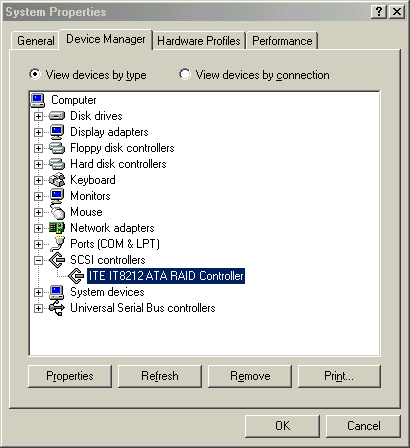 System Properties
General Device Manager Hardware Profiles Performance
View devices by type View devices by connection
Computer
Disk drives
Display adapters
Floppy disk controllers
Hard disk controllers
Keyboard
Monitors
Mouse
Network adapters
Ports (COM & LPT)
SCSI controllers
ITE IT8212 ATA RAID Controller
System devices
Universal Serial Bus controllers
Properties Refresh Remove Print...
OK Cancel